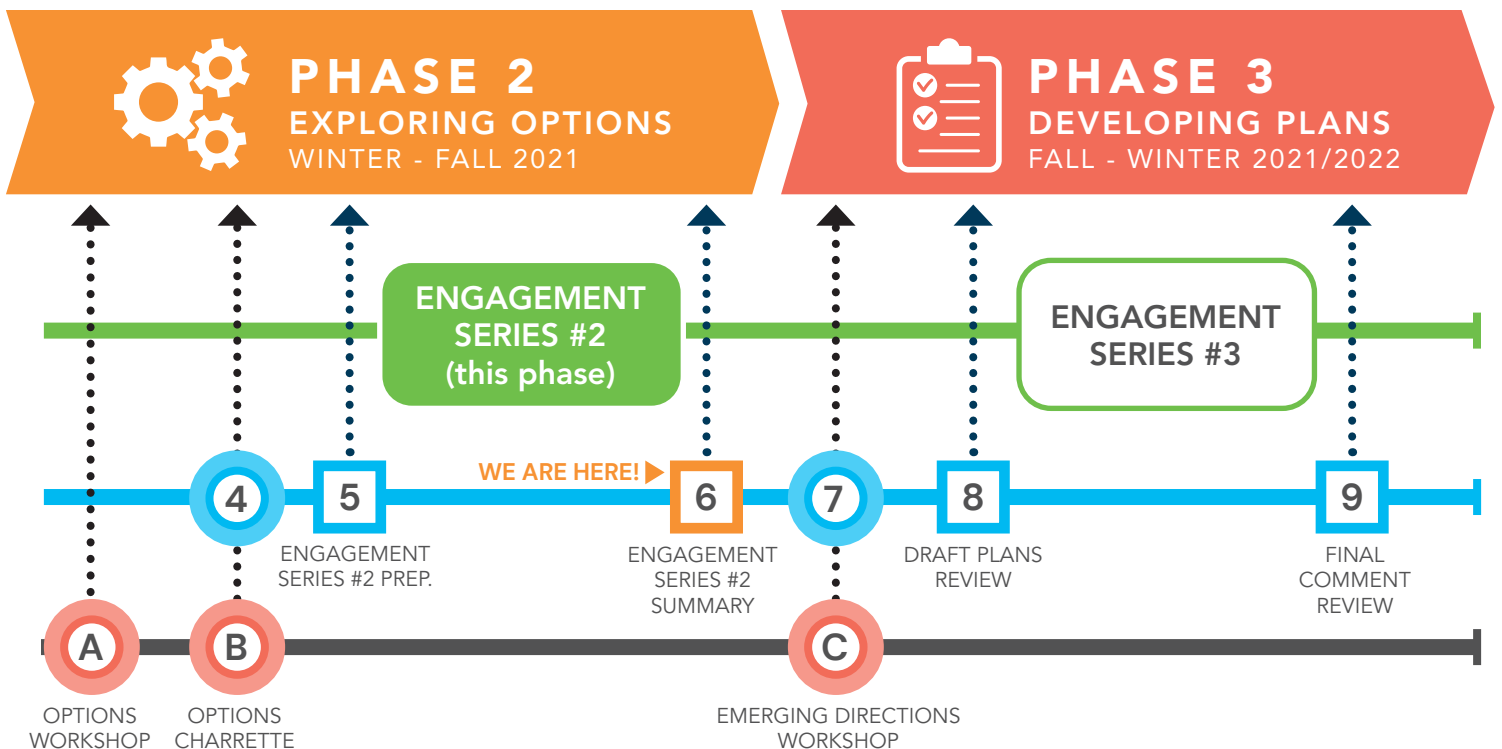 PHASE 2
EXPLORING OPTIONS
WINTER - FALL 2021
PHASE 3
DEVELOPING PLANS
FALL - WINTER 2021/2022
ENGAGEMENT
SERIES #2
(this phase)
ENGAGEMENT
SERIES #3
WE ARE HERE!
4
5
6
7
8
9
ENGAGEMENT
SERIES #2 PREP.
ENGAGEMENT
SERIES #2
SUMMARY
DRAFT PLANS
REVIEW
FINAL
COMMENT
REVIEW
A
B
C
OPTIONS
WORKSHOP
OPTIONS
CHARRETTE
EMERGING DIRECTIONS
WORKSHOP